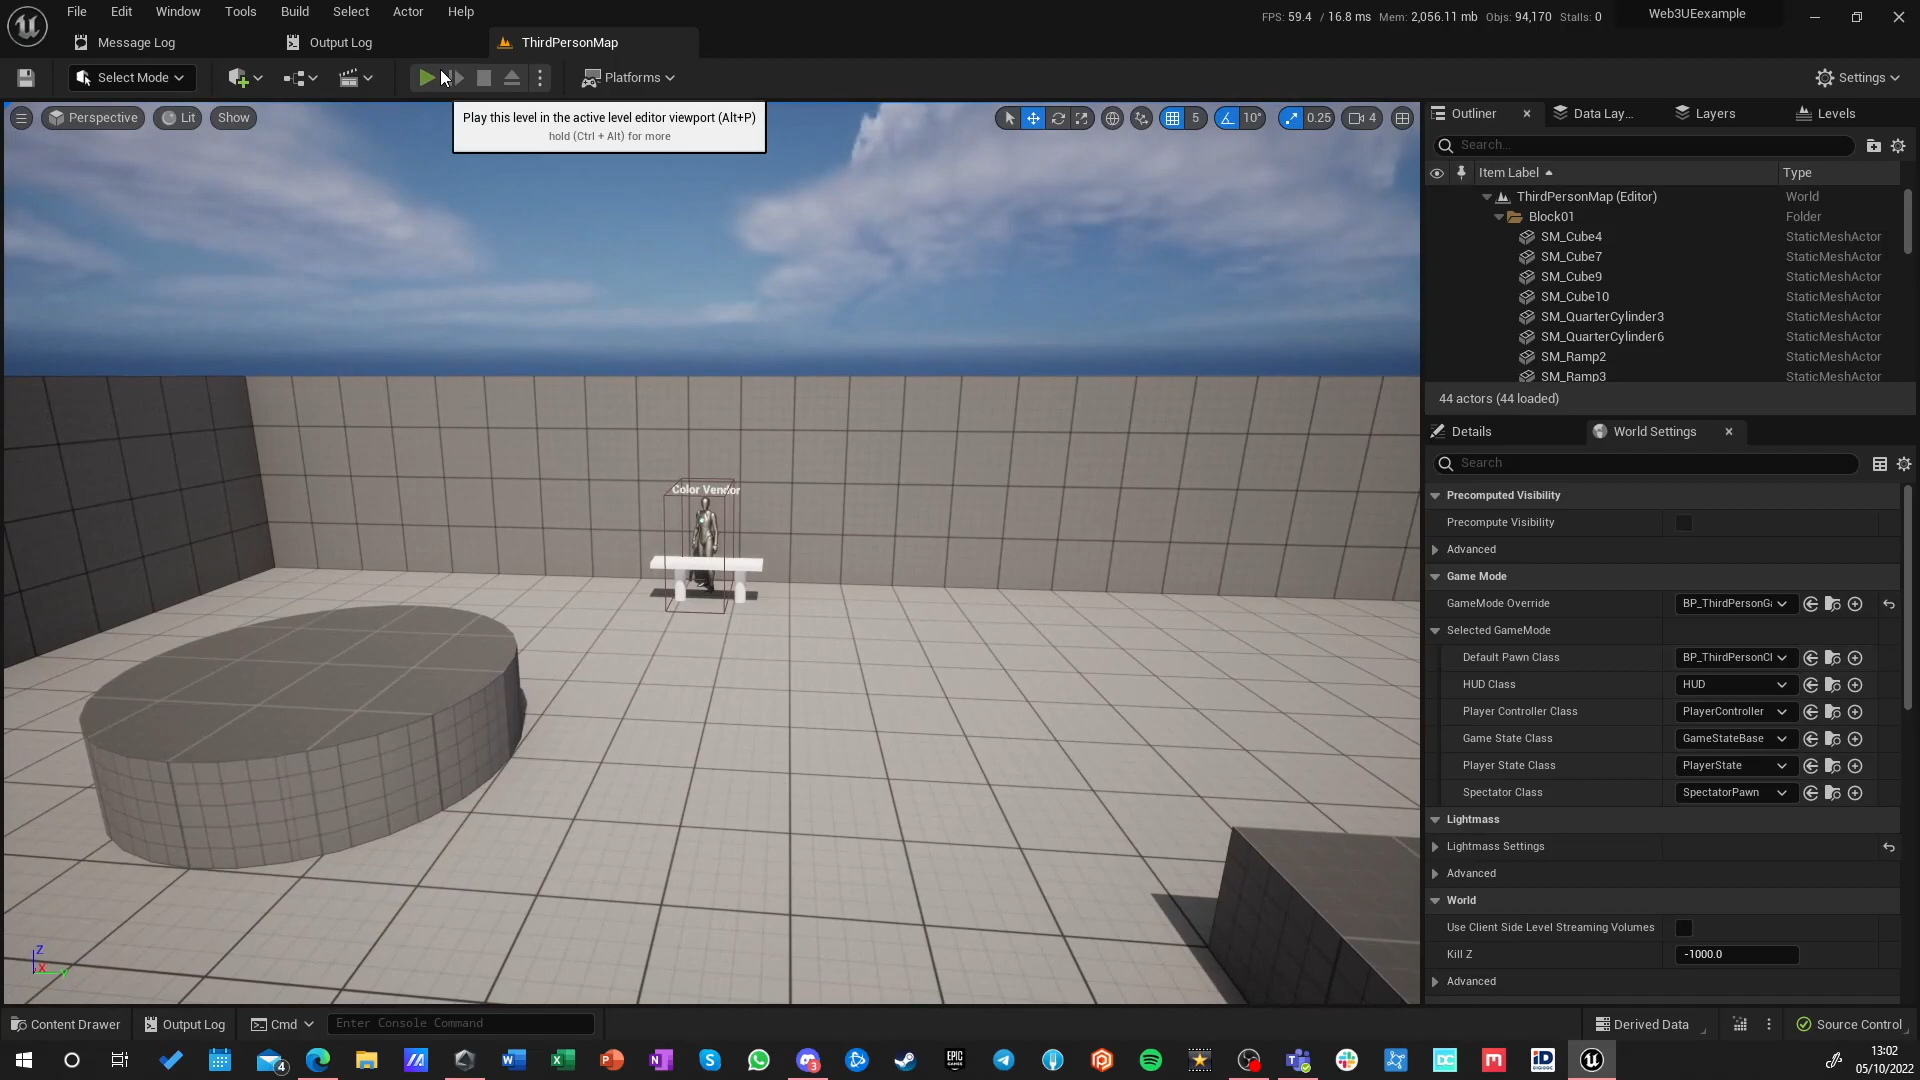 File Edit Window Tools Build Select Actor Help
FPS: 59.4 / 16.8 ms Mem: 2,056.11 mb Objs: 94,170 Stalls: 0
Web3UEexample
Message Log
Output Log
ThirdPersonMap
Select Mode
Platforms
Settings
Perspective
Lit
Show
Play this level in the active level editor viewport (Alt+P)
hold (Ctrl + Alt) for more
5
10°
0.25
4
Color Vendor
Z
X
Y
Outliner
Data Lay...
Layers
Levels
Search...
Item Label Type
ThirdPersonMap (Editor) World
Block01 Folder
SM_Cube4 StaticMeshActor
SM_Cube7 StaticMeshActor
SM_Cube9 StaticMeshActor
SM_Cube10 StaticMeshActor
SM_QuarterCylinder3 StaticMeshActor
SM_QuarterCylinder6 StaticMeshActor
SM_Ramp2 StaticMeshActor
SM_Ramp3 StaticMeshActor
44 actors (44 loaded)
Details
World Settings
Search
Precomputed Visibility
Precompute Visibility
Advanced
Game Mode
GameMode Override BP_ThirdPersonGa
Selected GameMode
Default Pawn Class BP_ThirdPersonCl
HUD Class HUD
Player Controller Class PlayerController
Game State Class GameStateBase
Player State Class PlayerState
Spectator Class SpectatorPawn
Lightmass
Lightmass Settings
Advanced
World
Use Client Side Level Streaming Volumes
Kill Z -1000.0
Advanced
Content Drawer
Output Log
Cmd
Enter Console Command
Derived Data
Source Control
4
3
EPIC GAMES
13:02
05/10/2022